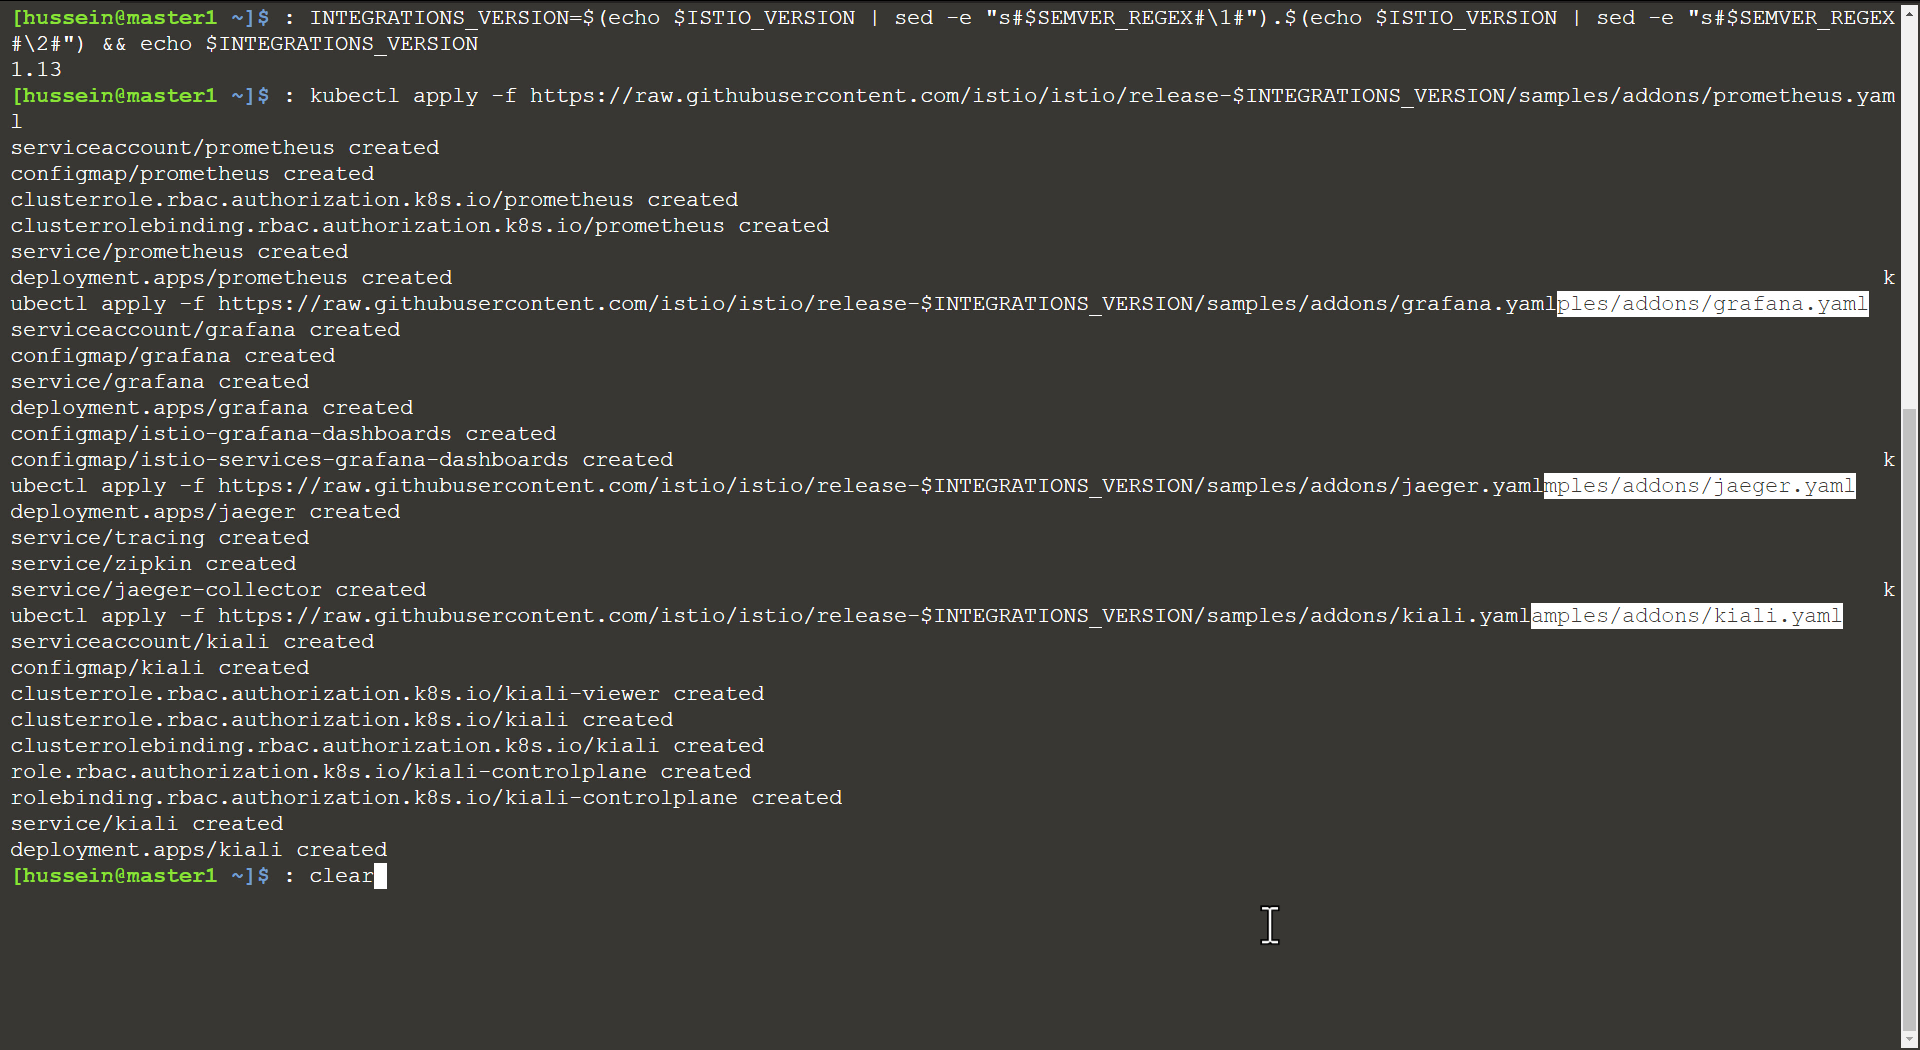 [hussein@master1 ~]$ : INTEGRATIONS_VERSION=$(echo $ISTIO_VERSION | sed -e "s#$SEMVER_REGEX#\1#").$(echo $ISTIO_VERSION | sed -e "s#$SEMVER_REGEX
#\2#") && echo $INTEGRATIONS_VERSION
1.13
[hussein@master1 ~]$ : kubectl apply -f https://raw.githubusercontent.com/istio/istio/release-$INTEGRATIONS_VERSION/samples/addons/prometheus.yam
l
serviceaccount/prometheus created
configmap/prometheus created
clusterrole.rbac.authorization.k8s.io/prometheus created
clusterrolebinding.rbac.authorization.k8s.io/prometheus created
service/prometheus created
deployment.apps/prometheus created k
ubectl apply -f https://raw.githubusercontent.com/istio/istio/release-$INTEGRATIONS_VERSION/samples/addons/grafana.yamlples/addons/grafana.yaml
serviceaccount/grafana created
configmap/grafana created
service/grafana created
deployment.apps/grafana created
configmap/istio-grafana-dashboards created
configmap/istio-services-grafana-dashboards created k
ubectl apply -f https://raw.githubusercontent.com/istio/istio/release-$INTEGRATIONS_VERSION/samples/addons/jaeger.yamlmples/addons/jaeger.yaml
deployment.apps/jaeger created
service/tracing created
service/zipkin created
service/jaeger-collector created k
ubectl apply -f https://raw.githubusercontent.com/istio/istio/release-$INTEGRATIONS_VERSION/samples/addons/kiali.yamlamples/addons/kiali.yaml
serviceaccount/kiali created
configmap/kiali created
clusterrole.rbac.authorization.k8s.io/kiali-viewer created
clusterrole.rbac.authorization.k8s.io/kiali created
clusterrolebinding.rbac.authorization.k8s.io/kiali created
role.rbac.authorization.k8s.io/kiali-controlplane created
rolebinding.rbac.authorization.k8s.io/kiali-controlplane created
service/kiali created
deployment.apps/kiali created
[hussein@master1 ~]$ : clear